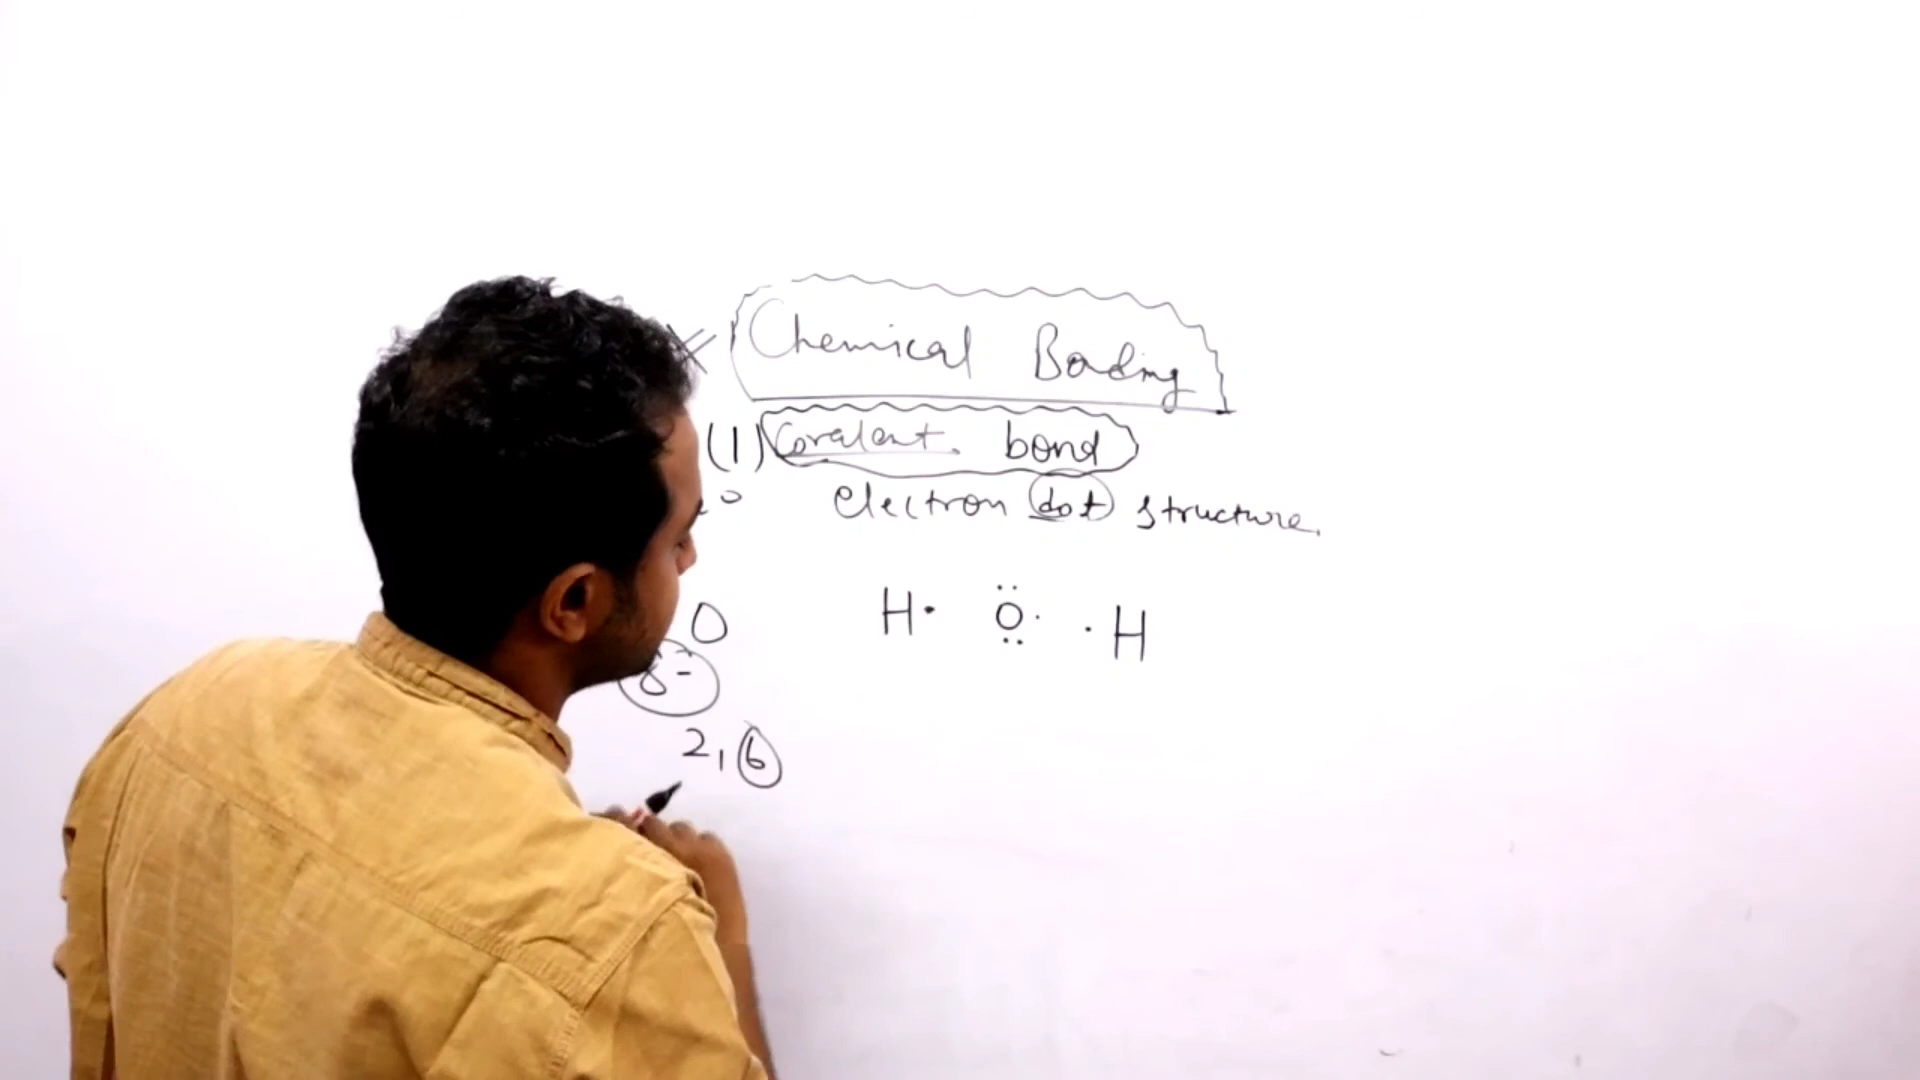 Chemical Bonding
(1) Covalent bond
electron dot structure.
O
H· ·Ö· ·H
8
2, 6